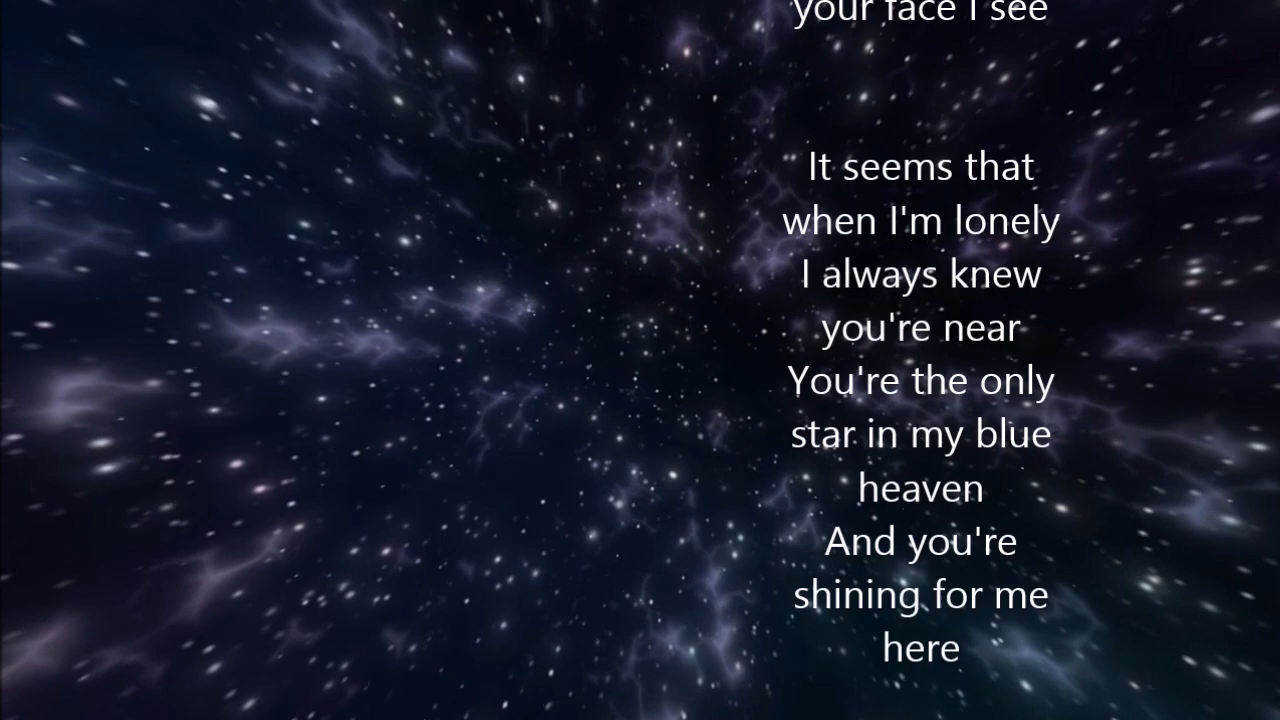 your face I see
It seems that
when I'm lonely
I always knew
you're near
You're the only
star in my blue
heaven
And you're
shining for me
here